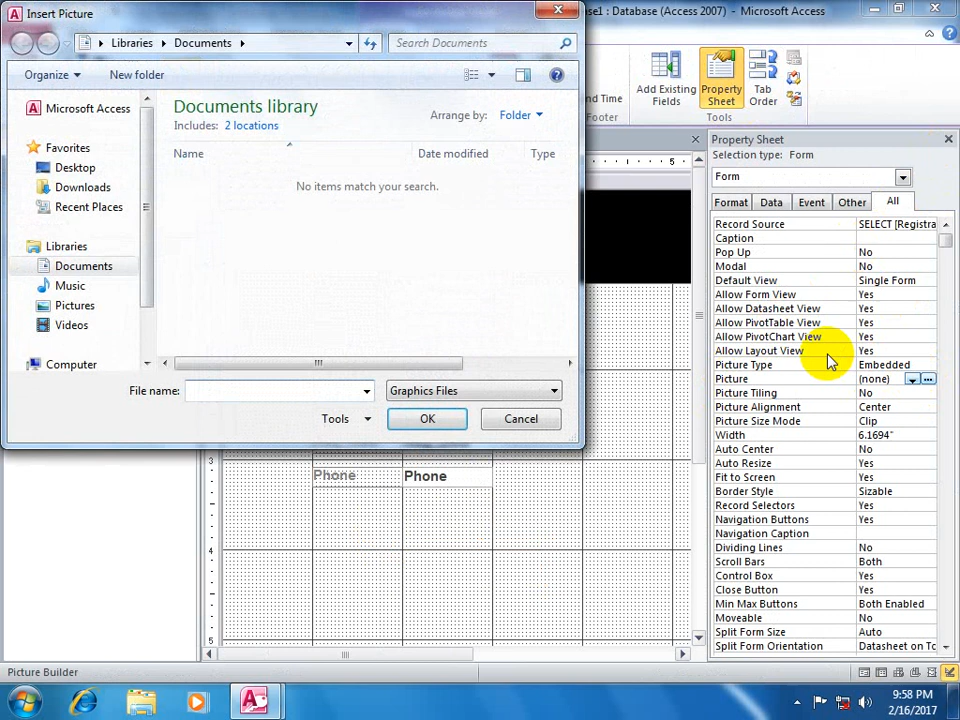 Insert Picture
Libraries
Documents
Search Documents
Organize
New folder
Microsoft Access
Favorites
Desktop
Downloads
Recent Places
Libraries
Documents
Music
Pictures
Videos
Computer
Documents library
Includes: 2 locations
Arrange by: Folder
Name
Date modified
Type
No items match your search.
File name:
Graphics Files
Tools
OK
Cancel
: Database (Access 2007) - Microsoft Access
Add Existing Fields
Property Sheet
Tab Order
nd Time
Footer
Tools
5
Property Sheet
Selection type: Form
Form
Format
Data
Event
Other
All
Record Source SELECT [Registra
Caption
Pop Up No
Modal No
Default View Single Form
Allow Form View Yes
Allow Datasheet View Yes
Allow PivotTable View Yes
Allow PivotChart View Yes
Allow Layout View Yes
Picture Type Embedded
Picture (none)
Picture Tiling No
Picture Alignment Center
Picture Size Mode Clip
Width 6.1694"
Auto Center No
Auto Resize Yes
Fit to Screen Yes
Border Style Sizable
Record Selectors Yes
Navigation Buttons Yes
Navigation Caption
Dividing Lines No
Scroll Bars Both
Control Box Yes
Close Button Yes
Min Max Buttons Both Enabled
Moveable No
Split Form Size Auto
Split Form Orientation Datasheet on To
3
Phone Phone
4
5
Picture Builder
9:58 PM
2/16/2017